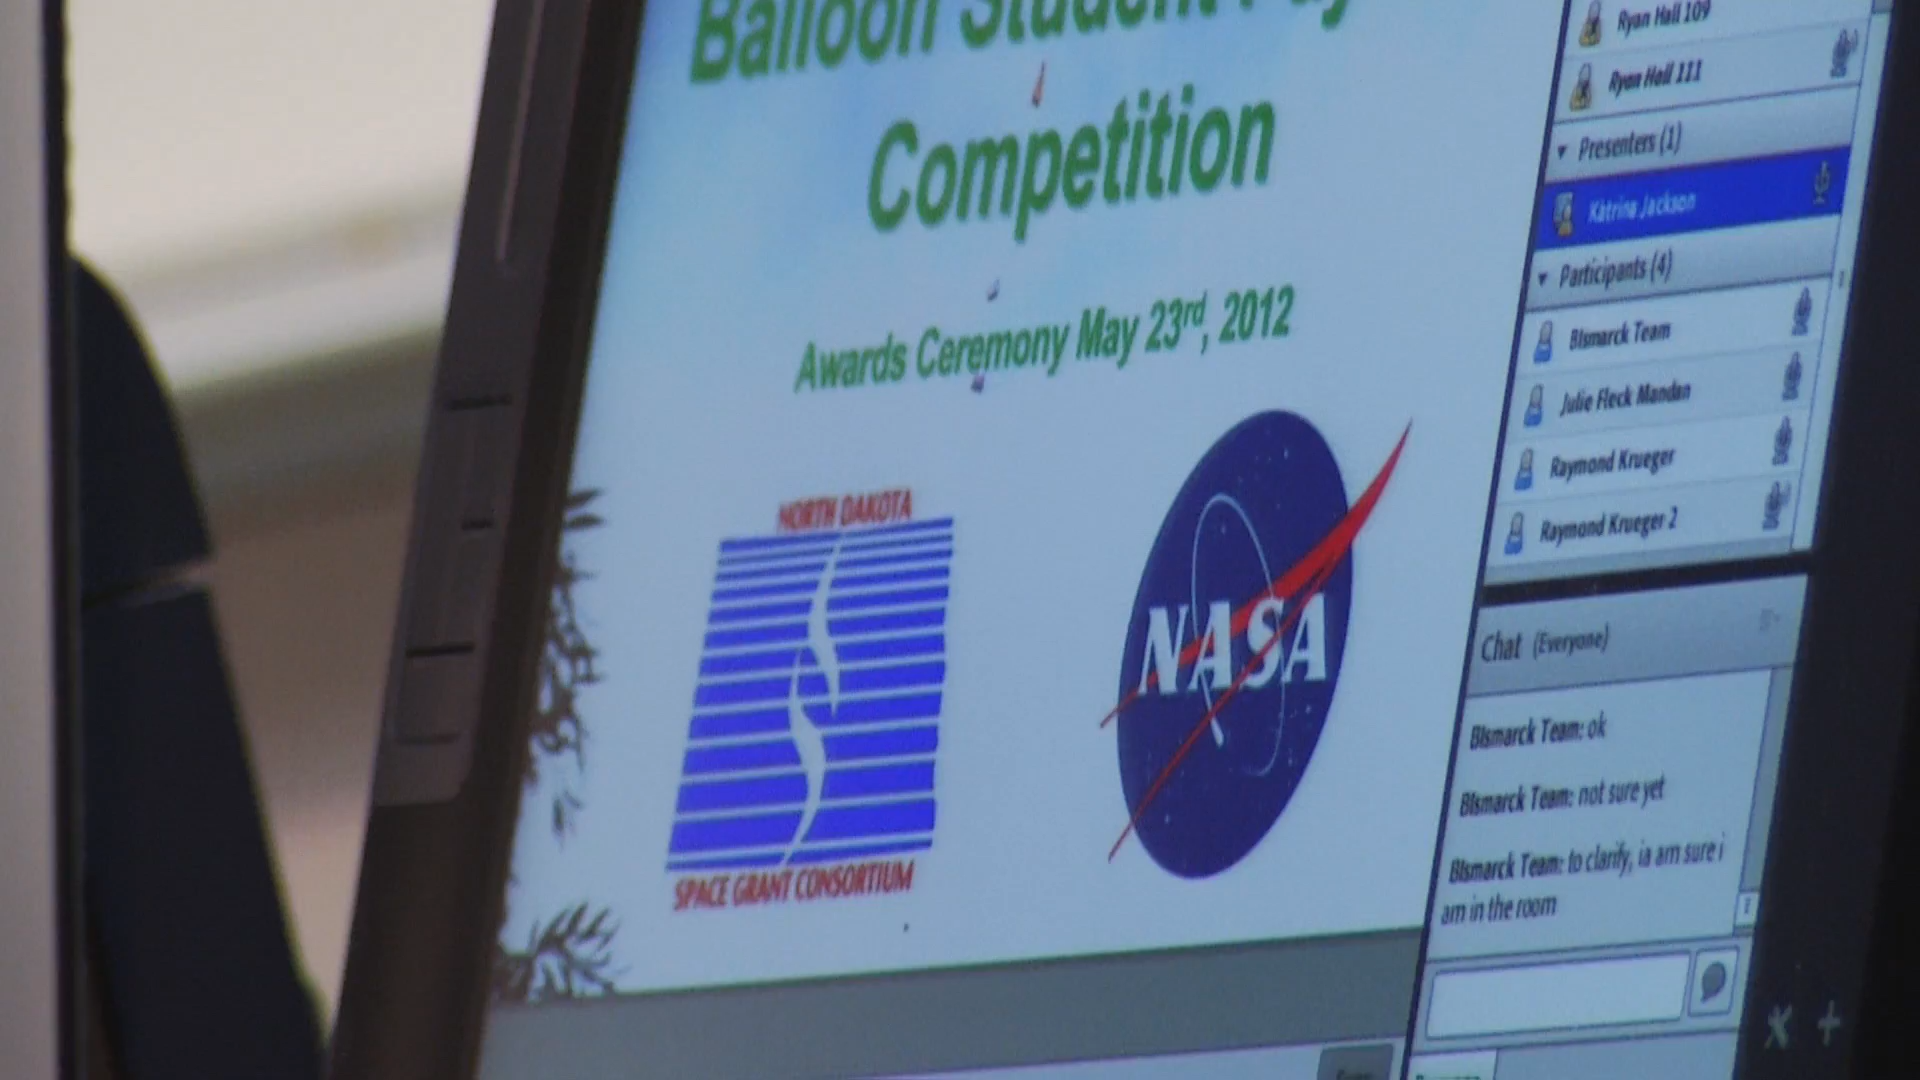 Balloon Student
Competition
Awards Ceremony May 23rd, 2012
NORTH DAKOTA
SPACE GRANT CONSORTIUM
NASA
Ryan Hall 109
Ryan Hall 111
Presenters (1)
Katrina Jackson
Participants (4)
BIsmarck Team
Julie Fleck Mandan
Raymond Krueger
Raymond Krueger 2
Chat (Everyone)
BIsmarck Team: ok
BIsmarck Team: not sure yet
BIsmarck Team: to clarify, ia am sure i
am in the room